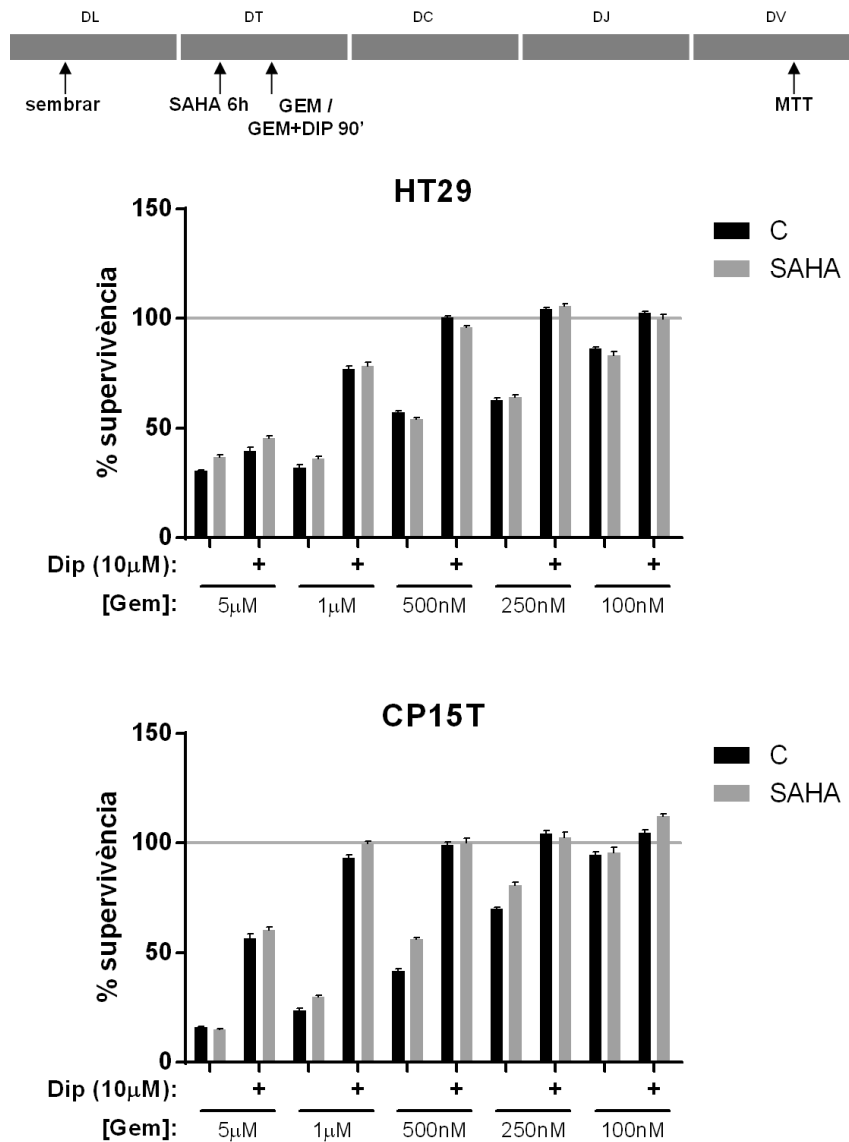 DL DT DC DJ DV
sembrar SAHA 6h GEM / MTT
GEM+DIP 90’
HT29
150
100
50
0
% supervivència
C
SAHA
Dip (10μM): + + + + +
[Gem]: 5μM 1μM 500nM 250nM 100nM
CP15T
150
100
50
0
% supervivència
C
SAHA
Dip (10μM): + + + + +
[Gem]: 5μM 1μM 500nM 250nM 100nM